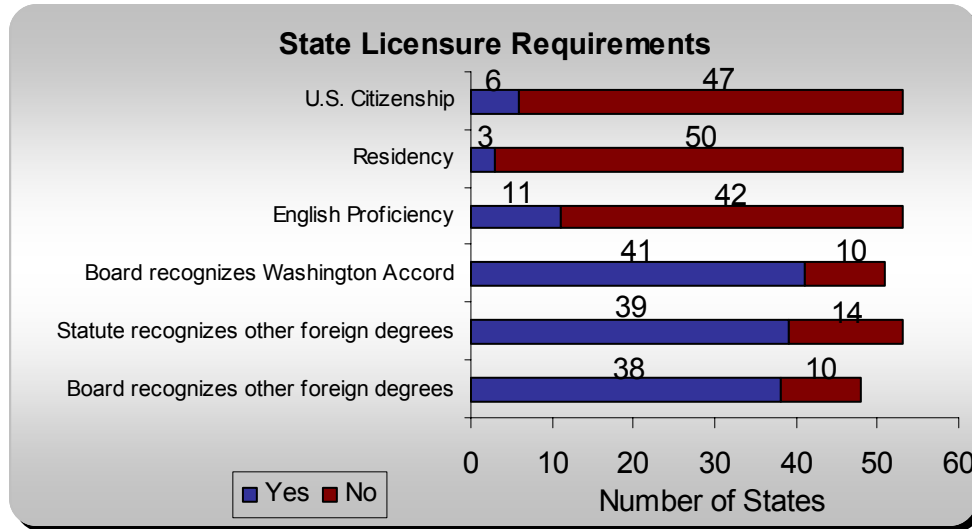 State Licensure Requirements
6 47
U.S. Citizenship
3 50
Residency
11 42
English Proficiency
41 10
Board recognizes Washington Accord
39 14
Statute recognizes other foreign degrees
38 10
Board recognizes other foreign degrees
0 10 20 30 40 50 60
Yes No
Number of States